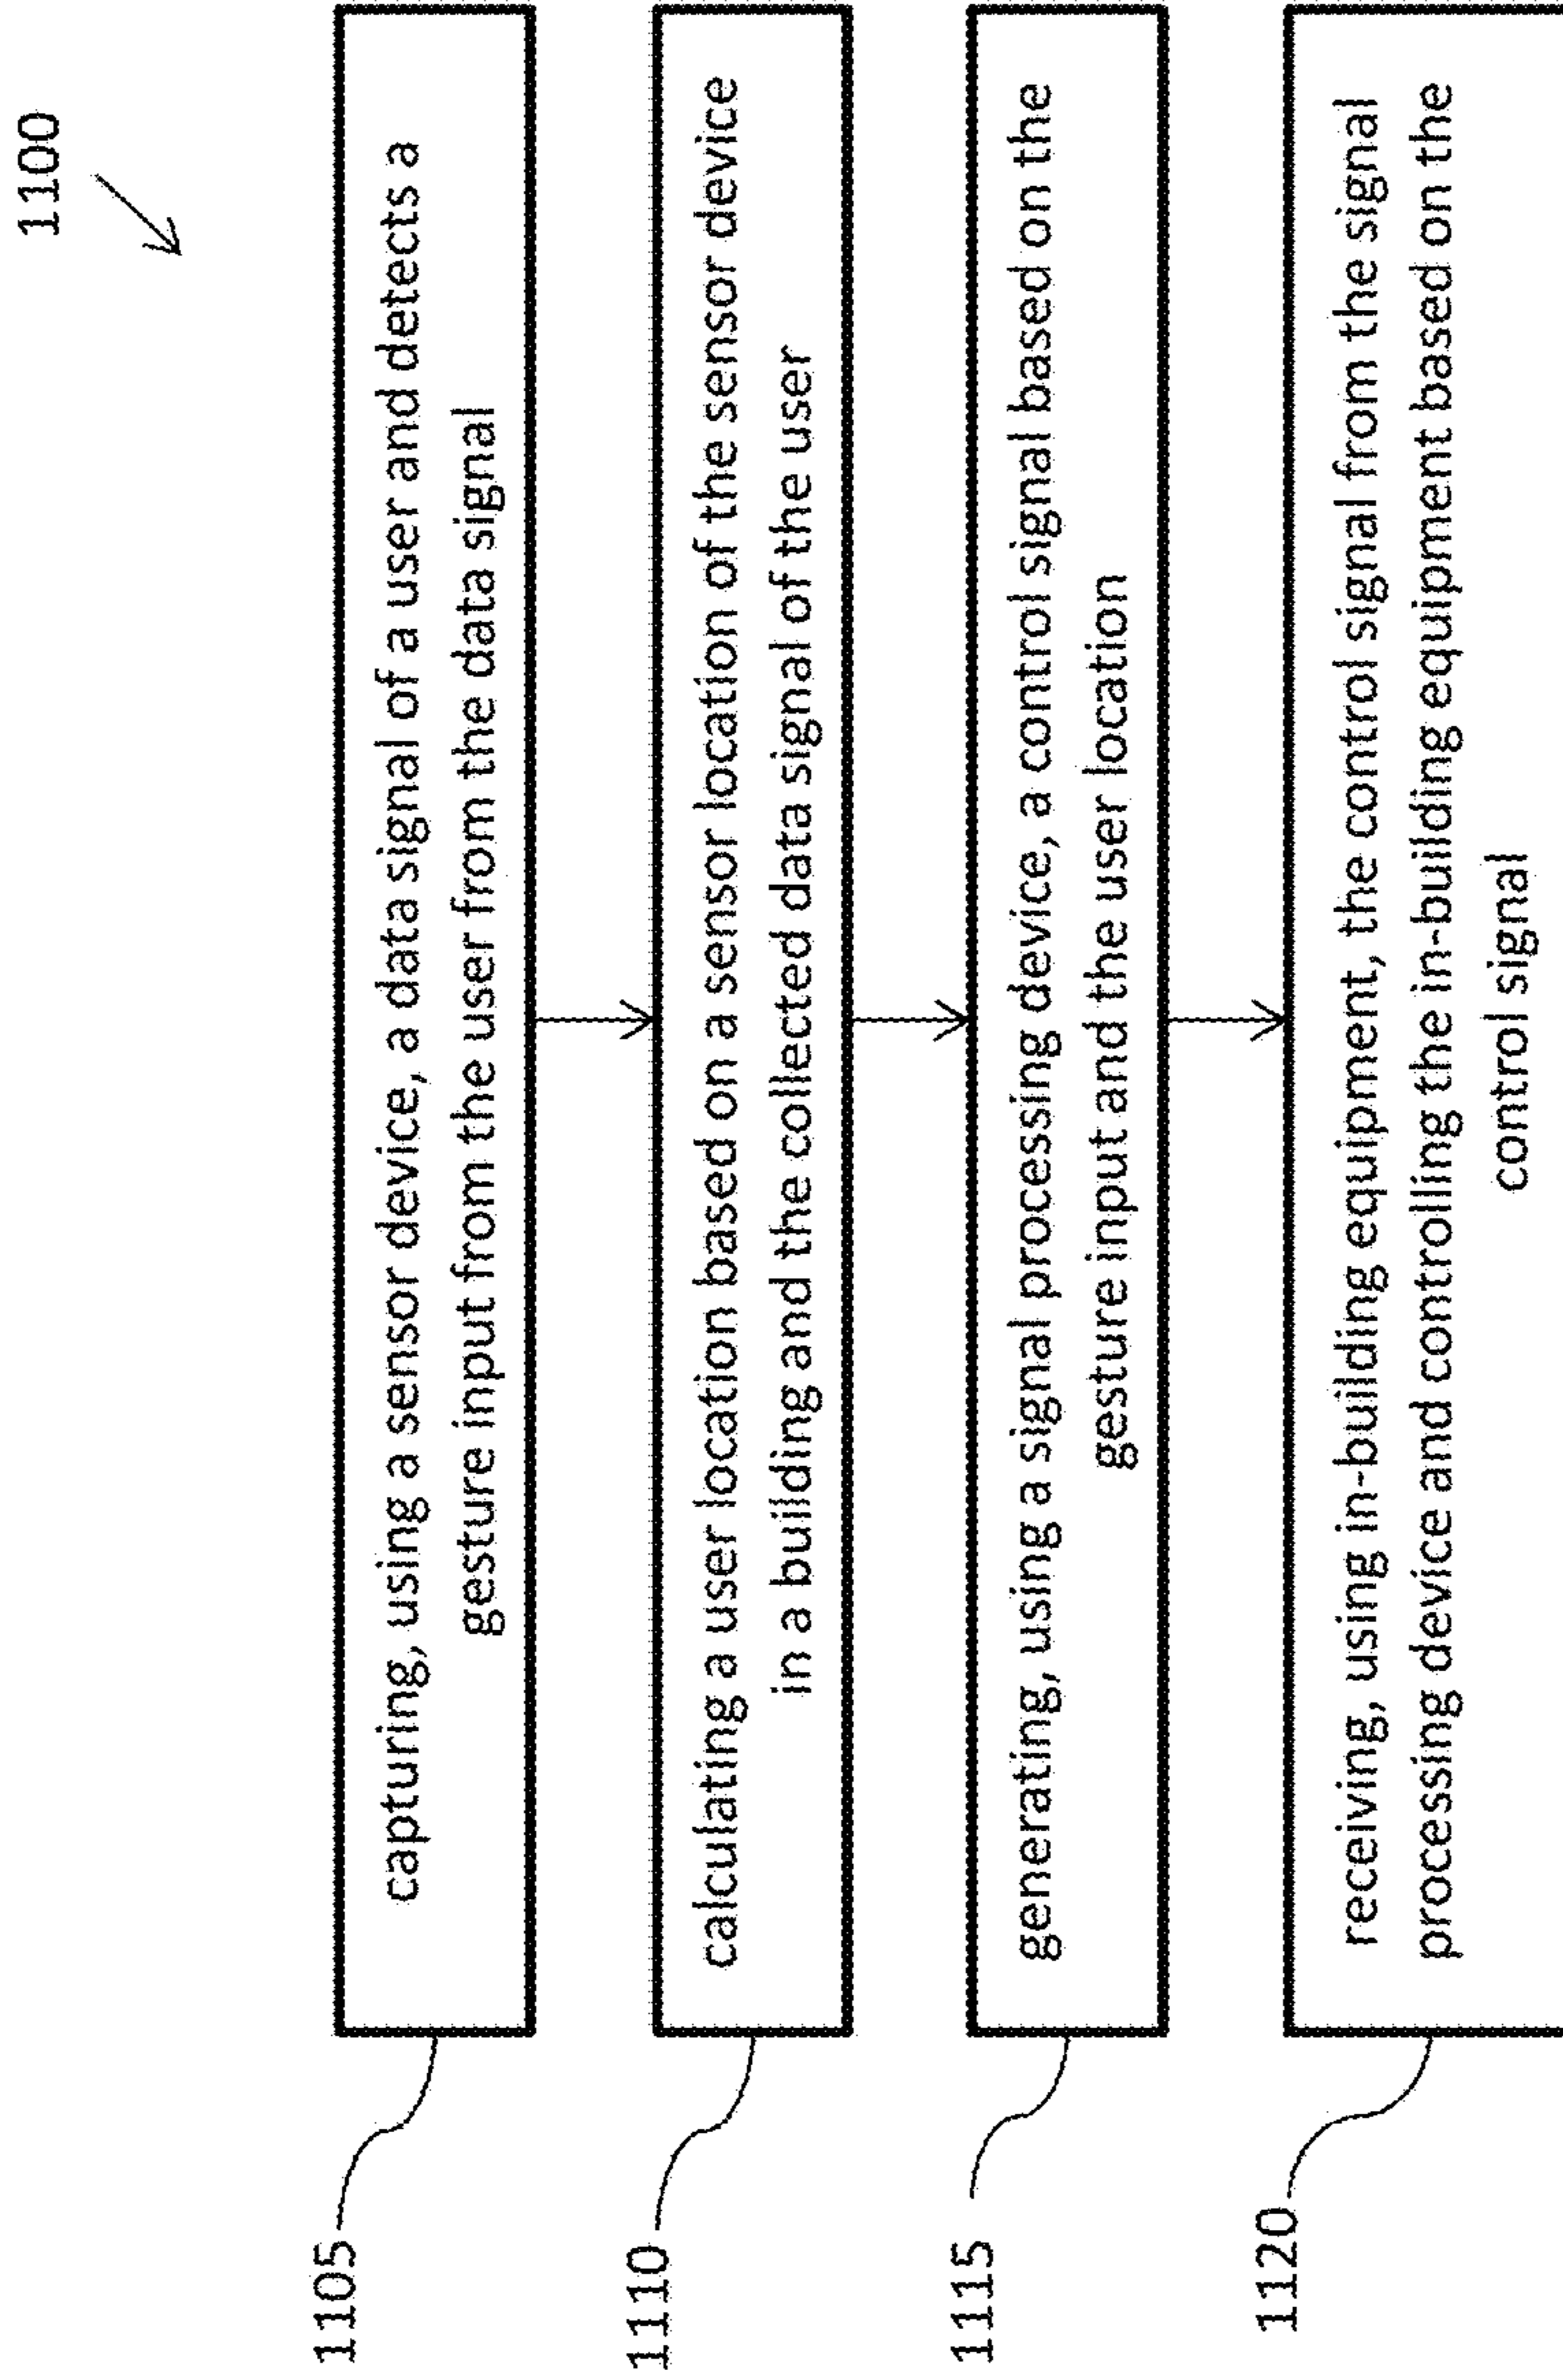 1100
1105
capturing, using a sensor device, a data signal of a user and detects a
gesture input from the user from the data signal
1110
calculating a user location based on a sensor location of the sensor device
in a building and the collected data signal of the user
1115
generating, using a signal processing device, a control signal based on the
gesture input and the user location
1120
receiving, using in-building equipment, the control signal from the signal
processing device and controlling the in-building equipment based on the
control signal